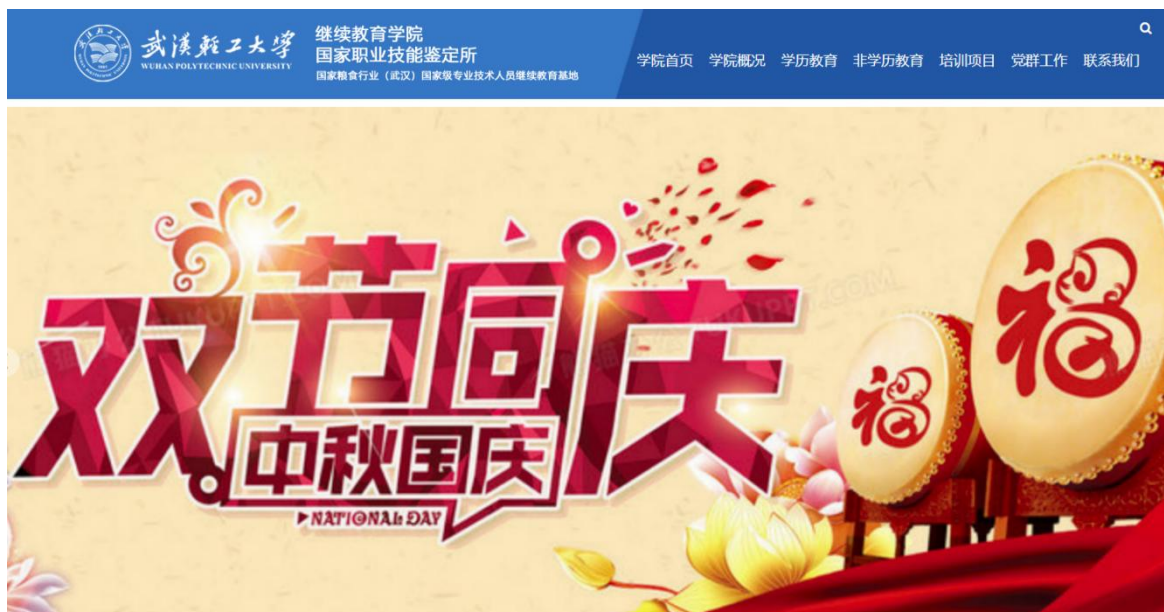 武汉轻工大学
WUHAN POLYTECHNIC UNIVERSITY
继续教育学院
国家职业技能鉴定所
国家粮食行业（武汉）国家级专业技术人员继续教育基地
学院首页 学院概况 学历教育 非学历教育 培训项目 党群工作 联系我们
双节同庆
中秋国庆
NATIONAL DAY
福
福